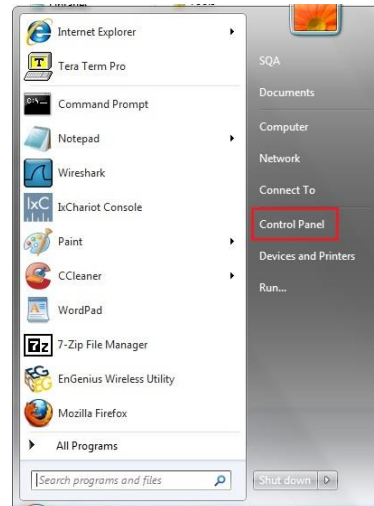 Internet Explorer
Tera Term Pro
Command Prompt
Notepad
Wireshark
IxC
IxChariot Console
Paint
CCleaner
WordPad
7z
7-Zip File Manager
EnGenius Wireless Utility
Mozilla Firefox
All Programs
Search programs and files
SQA
Documents
Computer
Network
Connect To
Control Panel
Devices and Printers
Run...
Shut down